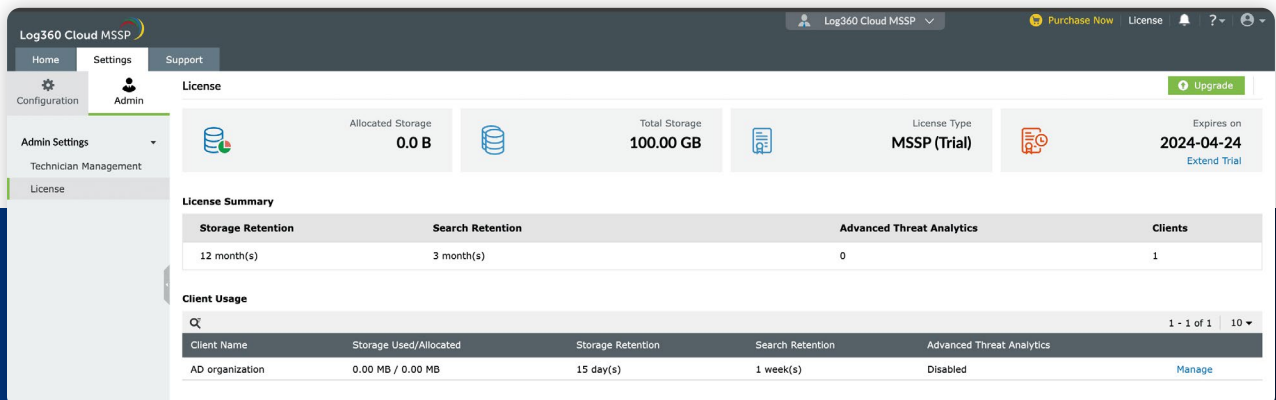 Log360 Cloud MSSP
Log360 Cloud MSSP
Purchase Now License ?
Home Settings Support
Configuration Admin
License
Upgrade
Admin Settings
Technician Management
License
Allocated Storage
0.0 B
Total Storage
100.00 GB
License Type
MSSP (Trial)
Expires on
2024-04-24
Extend Trial
License Summary
Storage Retention Search Retention Advanced Threat Analytics Clients
12 month(s) 3 month(s) 0 1
Client Usage
1 - 1 of 1 10
Client Name Storage Used/Allocated Storage Retention Search Retention Advanced Threat Analytics
AD organization 0.00 MB / 0.00 MB 15 day(s) 1 week(s) Disabled Manage